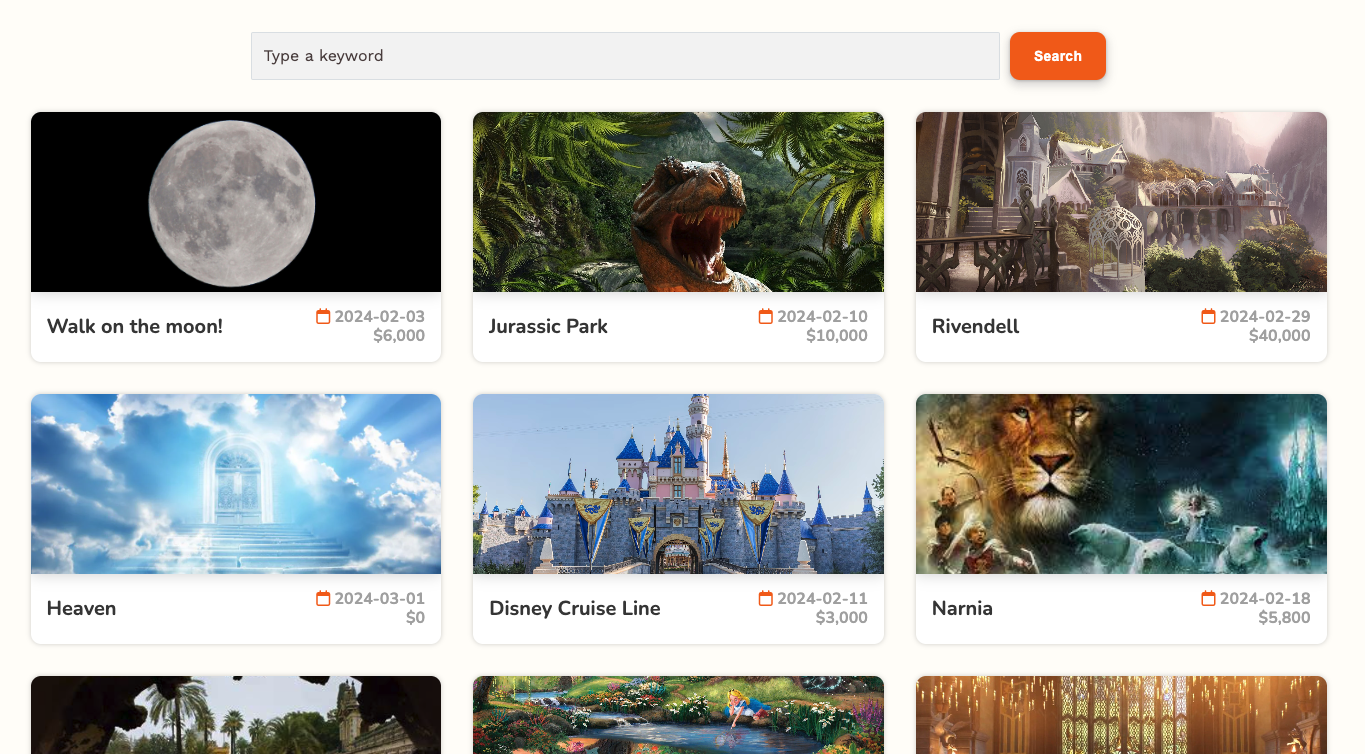 Type a keyword
Search
Walk on the moon!
2024-02-03
$6,000
Jurassic Park
2024-02-10
$10,000
Rivendell
2024-02-29
$40,000
Heaven
2024-03-01
$0
Disney Cruise Line
2024-02-11
$3,000
Narnia
2024-02-18
$5,800